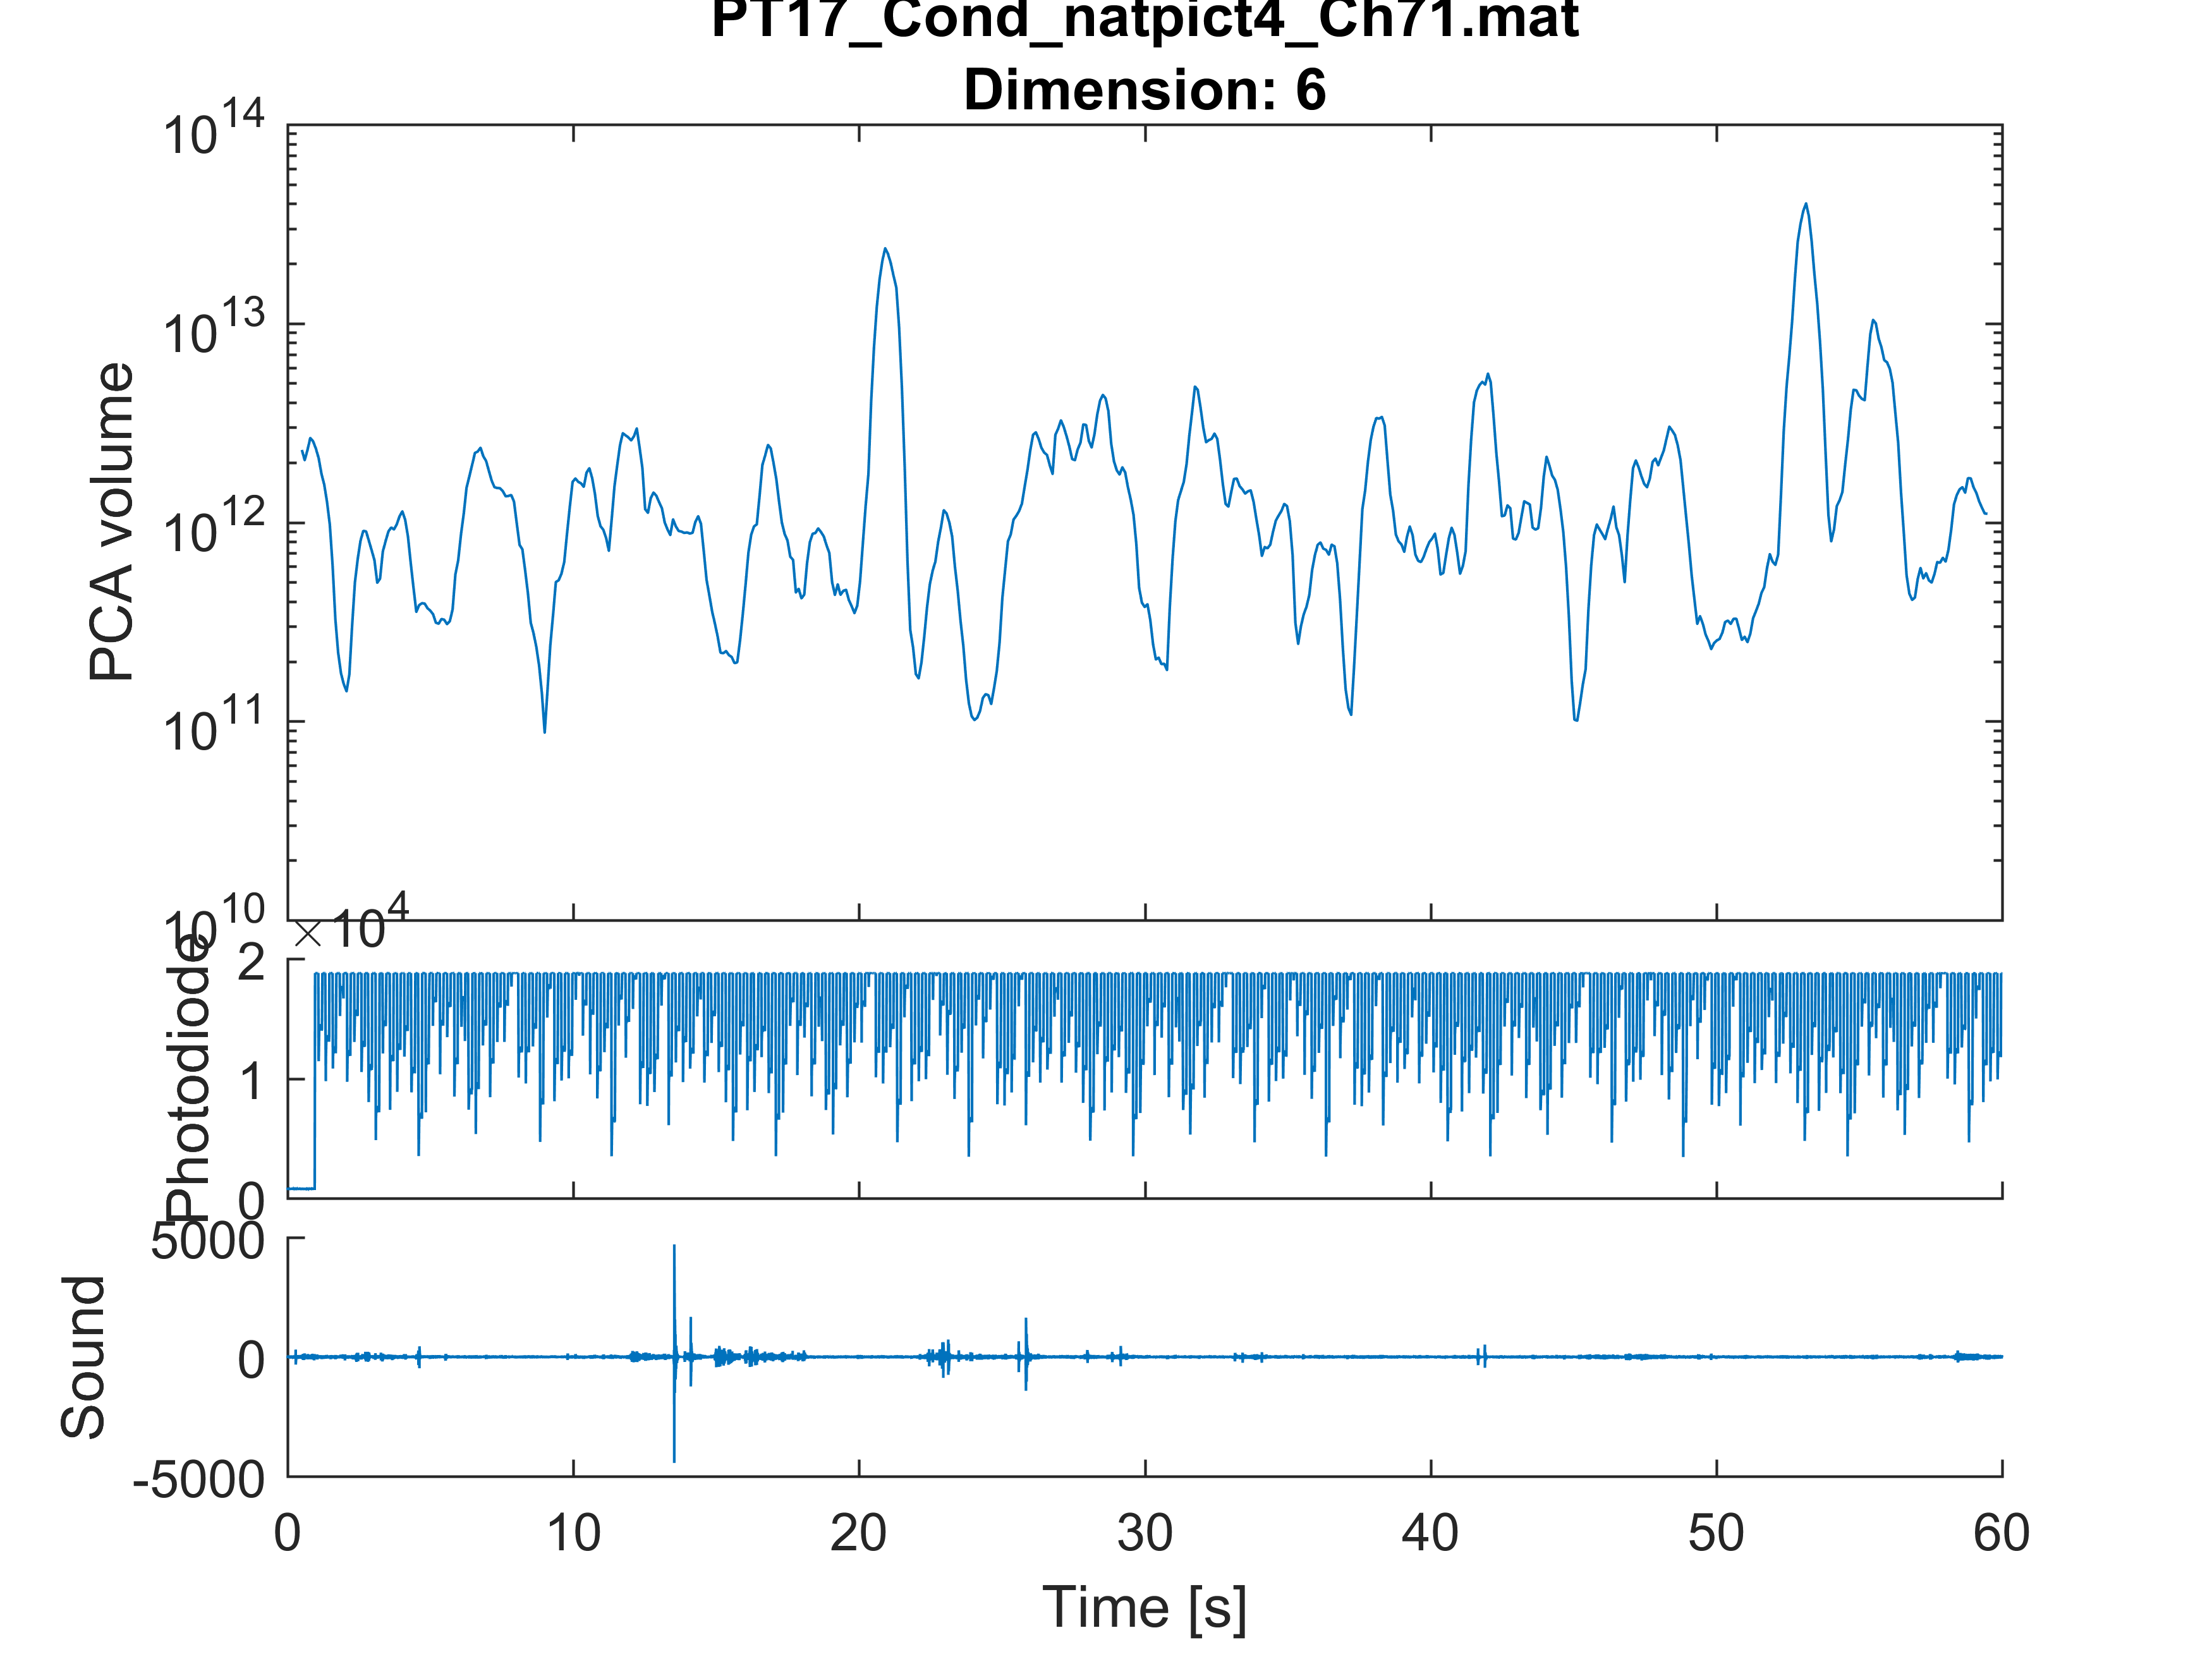 PT17_Cond_natpict4_Ch71.mat
Dimension: 6
10^14
10^13
10^12
10^11
10^10
PCA volume
× 10^4
2
1
0
Photodiode
5000
0
-5000
Sound
0 10 20 30 40 50 60
Time [s]